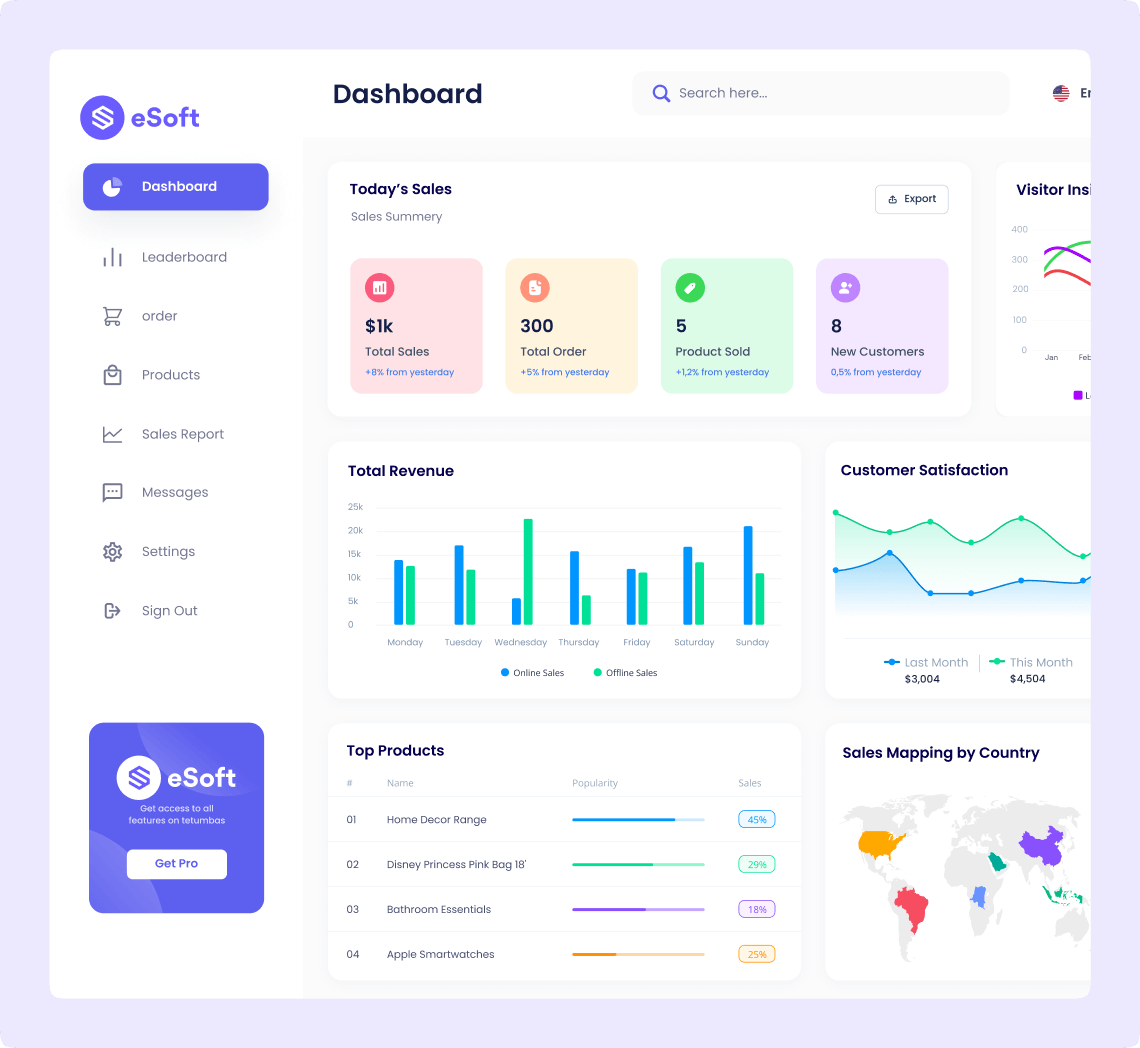 eSoft
Dashboard
Leaderboard
order
Products
Sales Report
Messages
Settings
Sign Out
eSoft
Get access to all
features on tetumbas
Get Pro
Dashboard
Search here...
Today's Sales
Sales Summery
Export
$1k
Total Sales
+8% from yesterday
300
Total Order
+5% from yesterday
5
Product Sold
+1,2% from yesterday
8
New Customers
0,5% from yesterday
Visitor
400
300
200
100
0
Jan Feb
Total Revenue
25k
20k
15k
10k
5k
0
Monday Tuesday Wednesday Thursday Friday Saturday Sunday
Online Sales Offline Sales
Customer Satisfaction
Last Month This Month
$3,004 $4,504
Top Products
# Name Popularity Sales
01 Home Decor Range 45%
02 Disney Princess Pink Bag 18' 29%
03 Bathroom Essentials 18%
04 Apple Smartwatches 25%
Sales Mapping by Country